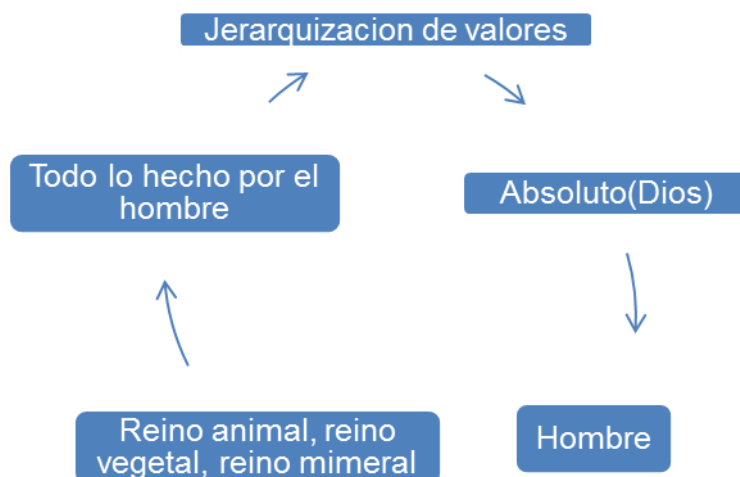 Jerarquizacion de valores
Todo lo hecho por el
hombre
Absoluto(Dios)
Reino animal, reino
vegetal, reino mimeral
Hombre